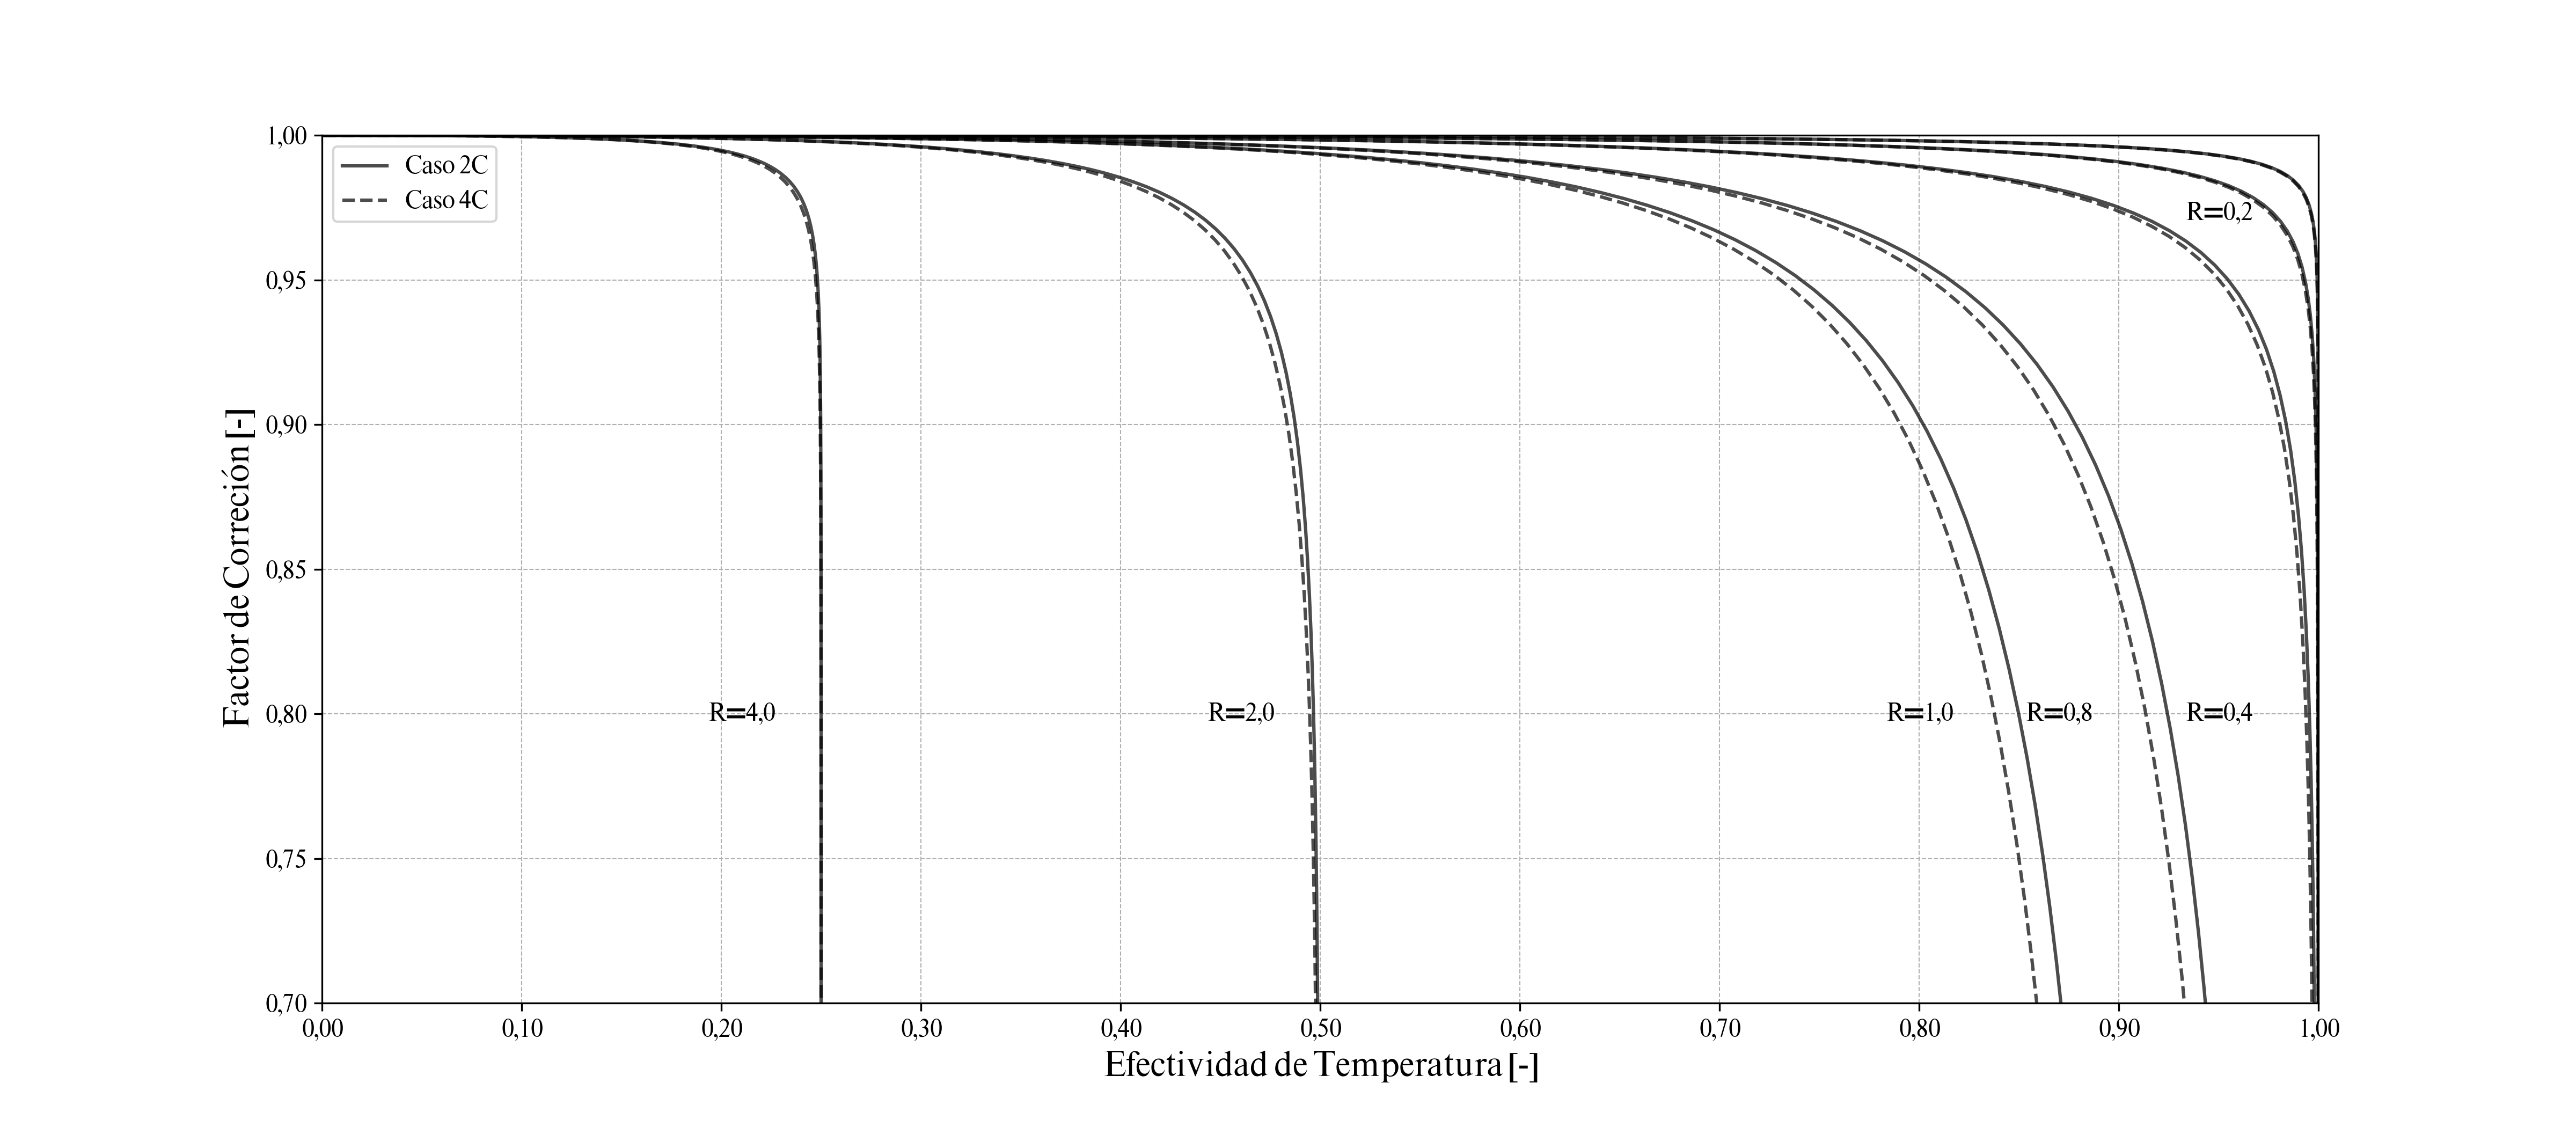 1,00
Caso 2C
Caso 4C
R=0,2
0,95
0,90
Factor de Correción [-]
0,85
0,80
R=4,0
R=2,0
R=1,0
R=0,8
R=0,4
0,75
0,70
0,00
0,10
0,20
0,30
0,40
0,50
0,60
0,70
0,80
0,90
1,00
Efectividad de Temperatura [-]